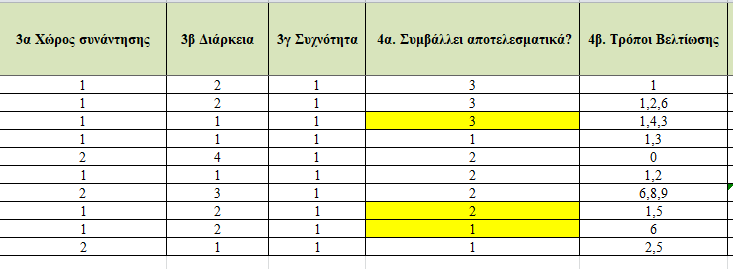 3α Χώρος συνάντησης 3β Διάρκεια 3γ Συχνότητα 4α. Συμβάλλει αποτελεσματικά? 4β. Τρόποι Βελτίωσης
1 2 1 3 1
1 2 1 3 1,2,6
1 1 1 3 1,4,3
1 1 1 1 1,3
2 4 1 2 0
1 1 1 2 1,2
2 3 1 2 6,8,9
1 2 1 2 1,5
1 2 1 1 6
2 1 1 1 2,5